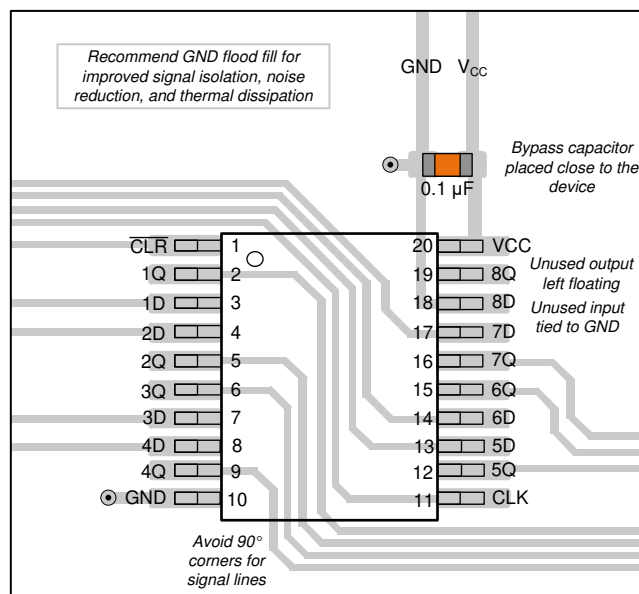 Recommend GND flood fill for
improved signal isolation, noise
reduction, and thermal dissipation
GND VCC
Bypass capacitor
placed close to the
device
0.1 µF
CLR 1 20 VCC
1Q 2 19 8Q
Unused output
left floating
1D 3 18 8D
Unused input
tied to GND
2D 4 17 7D
2Q 5 16 7Q
3Q 6 15 6Q
3D 7 14 6D
4D 8 13 5D
4Q 9 12 5Q
GND 10 11 CLK
Avoid 90°
corners for
signal lines